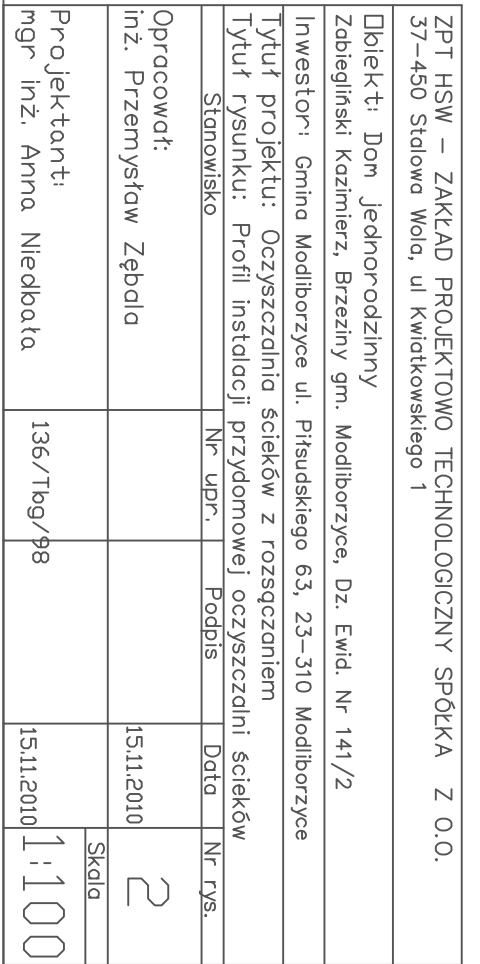 ZPT HSW – ZAKŁAD PROJEKTOWO TECHNOLOGICZNY SPÓŁKA Z O.O.
37–450 Stalowa Wola, ul Kwiatkowskiego 1
Obiekt: Dom jednorodzinny
Zabiegliński Kazimierz, Brzeziny gm. Modliborzyce, Dz. Ewid. Nr 141/2
Inwestor: Gmina Modliborzyce ul. Piłsudskiego 63, 23–310 Modliborzyce
Tytuł projektu: Oczyszczalnia ścieków z rozsączaniem
Tytuł rysunku: Profil instalacji przydomowej oczyszczalni ścieków
Stanowisko Nr upr. Podpis Data Nr rys.
Opracował:
inż. Przemysław Zębala 15.11.2010 2
Skala
Projektant:
mgr inż. Anna Niedbała 136/Tbg/98 15.11.2010 1:100